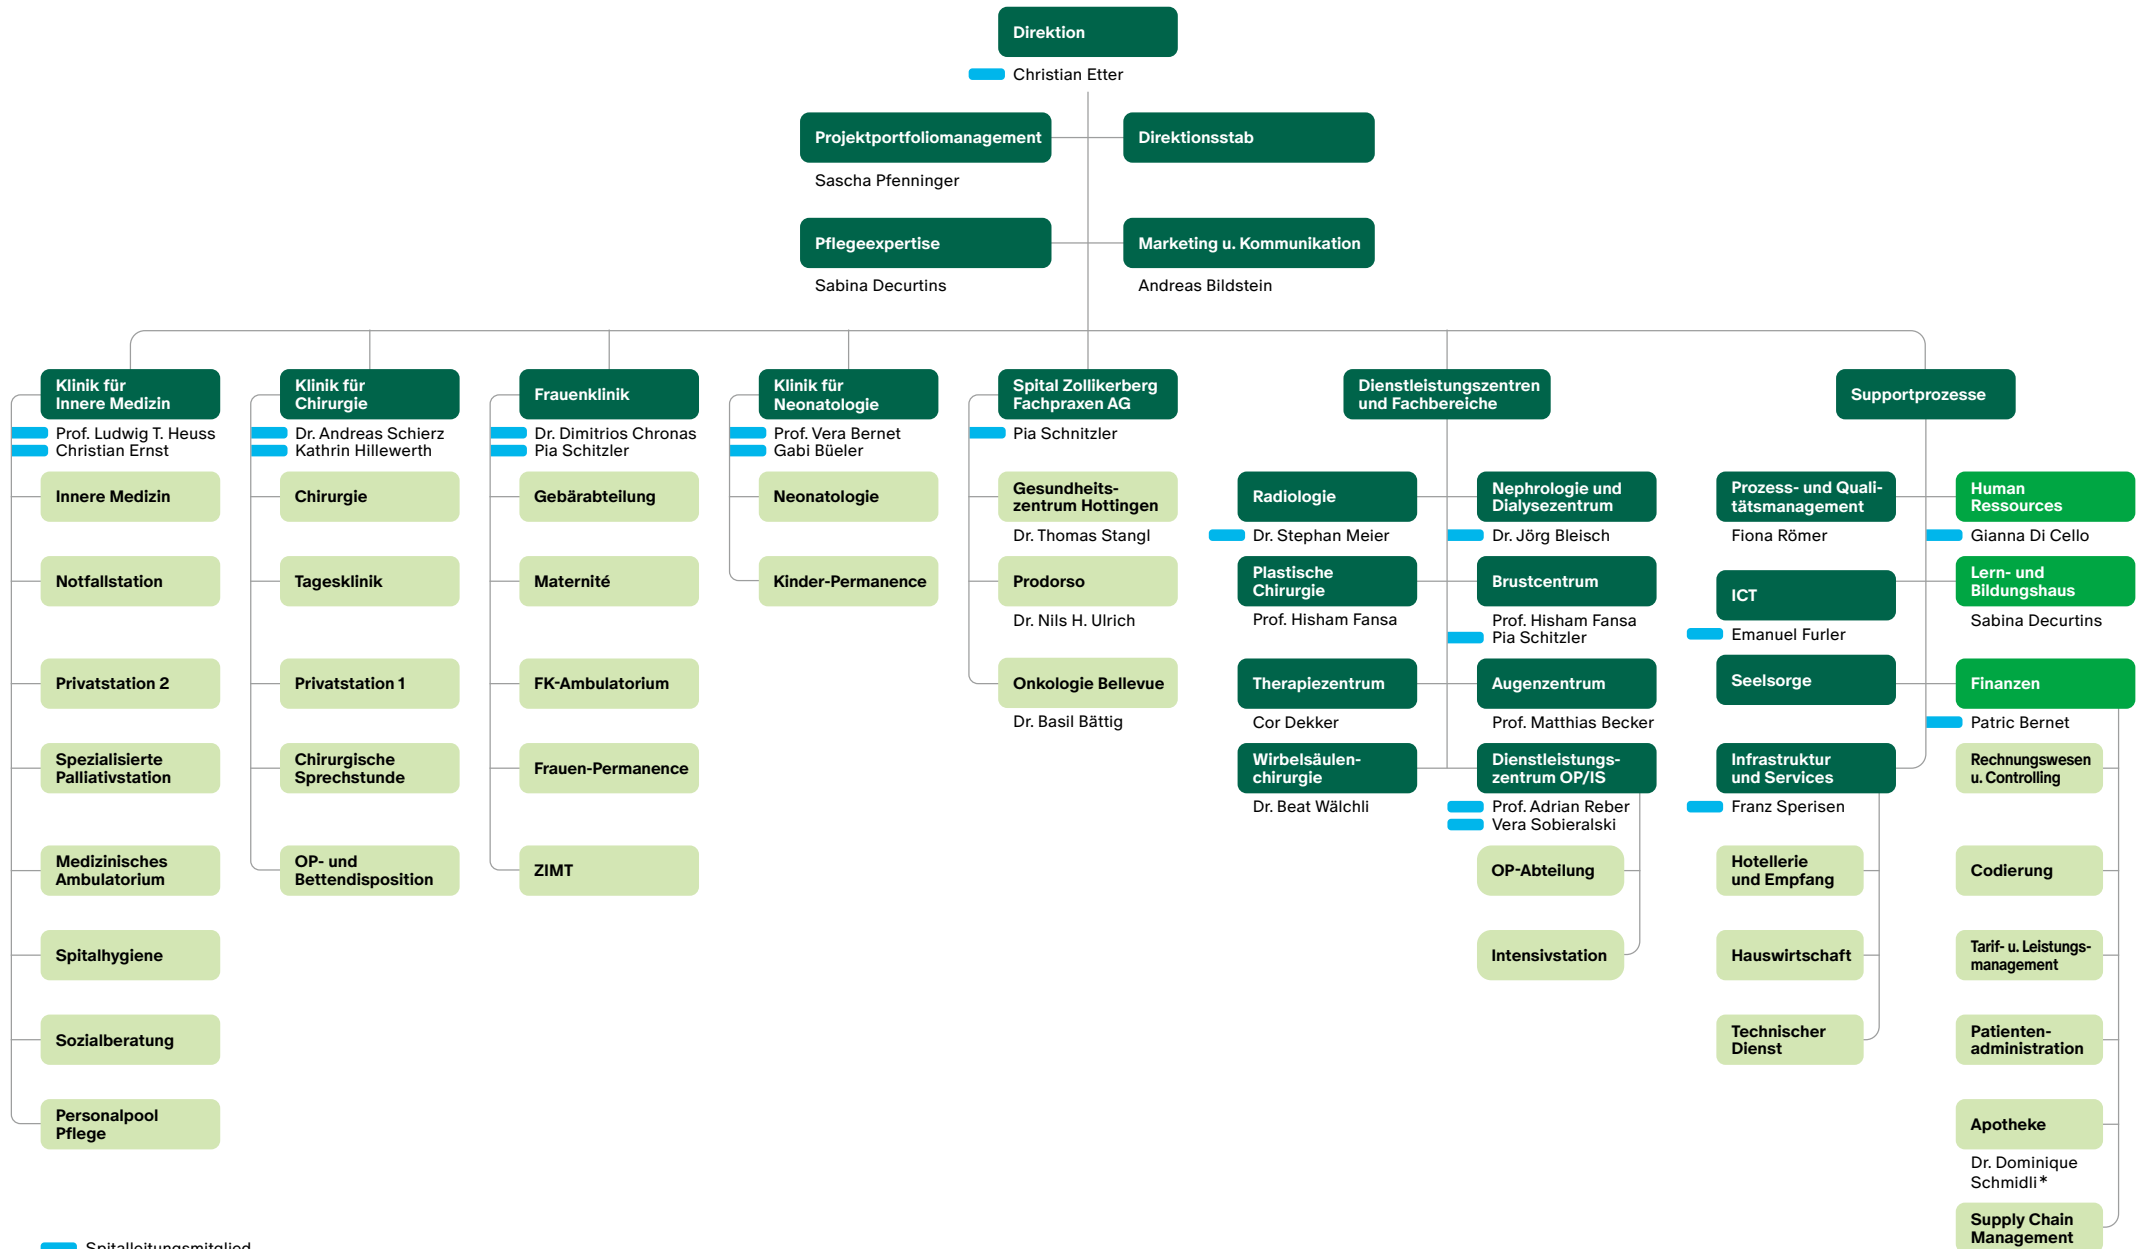 Direktion
Christian Etter
Projektportfoliomanagement
Sascha Pfenninger
Direktionsstab
Pflegeexpertise
Sabina Decurtins
Marketing u. Kommunikation
Andreas Bildstein
Klinik für
Innere Medizin
Prof. Ludwig T. Heuss
Christian Ernst
Innere Medizin
Notfallstation
Privatstation 2
Spezialisierte
Palliativstation
Medizinisches
Ambulatorium
Spitalhygiene
Sozialberatung
Personalpool
Pflege
Klinik für
Chirurgie
Dr. Andreas Schierz
Kathrin Hillewerth
Chirurgie
Tagesklinik
Privatstation 1
Chirurgische
Sprechstunde
OP- und
Bettendisposition
Frauenklinik
Dr. Dimitrios Chronas
Pia Schitzler
Gebärabteilung
Maternité
FK-Ambulatorium
Frauen-Permanence
ZIMT
Klinik für
Neonatologie
Prof. Vera Bernet
Gabi Büeler
Neonatologie
Kinder-Permanence
Spital Zollikerberg
Fachpraxen AG
Pia Schnitzler
Gesundheits-
zentrum Hottingen
Dr. Thomas Stangl
Prodorso
Dr. Nils H. Ulrich
Onkologie Bellevue
Dr. Basil Bättig
Dienstleistungszentren
und Fachbereiche
Radiologie
Dr. Stephan Meier
Plastische
Chirurgie
Prof. Hisham Fansa
Therapiezentrum
Cor Dekker
Wirbelsäulen-
chirurgie
Dr. Beat Wälchli
Nephrologie und
Dialysezentrum
Dr. Jörg Bleisch
Brustcentrum
Prof. Hisham Fansa
Pia Schitzler
Augenzentrum
Prof. Matthias Becker
Dienstleistungs-
zentrum OP/IS
Prof. Adrian Reber
Vera Sobieralski
OP-Abteilung
Intensivstation
Supportprozesse
Prozess- und Quali-
tätsmanagement
Fiona Römer
ICT
Emanuel Furler
Seelsorge
Infrastruktur
und Services
Franz Sperisen
Hotellerie
und Empfang
Hauswirtschaft
Technischer
Dienst
Human
Ressources
Gianna Di Cello
Lern- und
Bildungshaus
Sabina Decurtins
Finanzen
Patric Bernet
Rechnungswesen
u. Controlling
Codierung
Tarif- u. Leistungs-
management
Patienten-
administration
Apotheke
Dr. Dominique
Schmidli*
Supply Chain
Management
Spitalleitungsmitglied